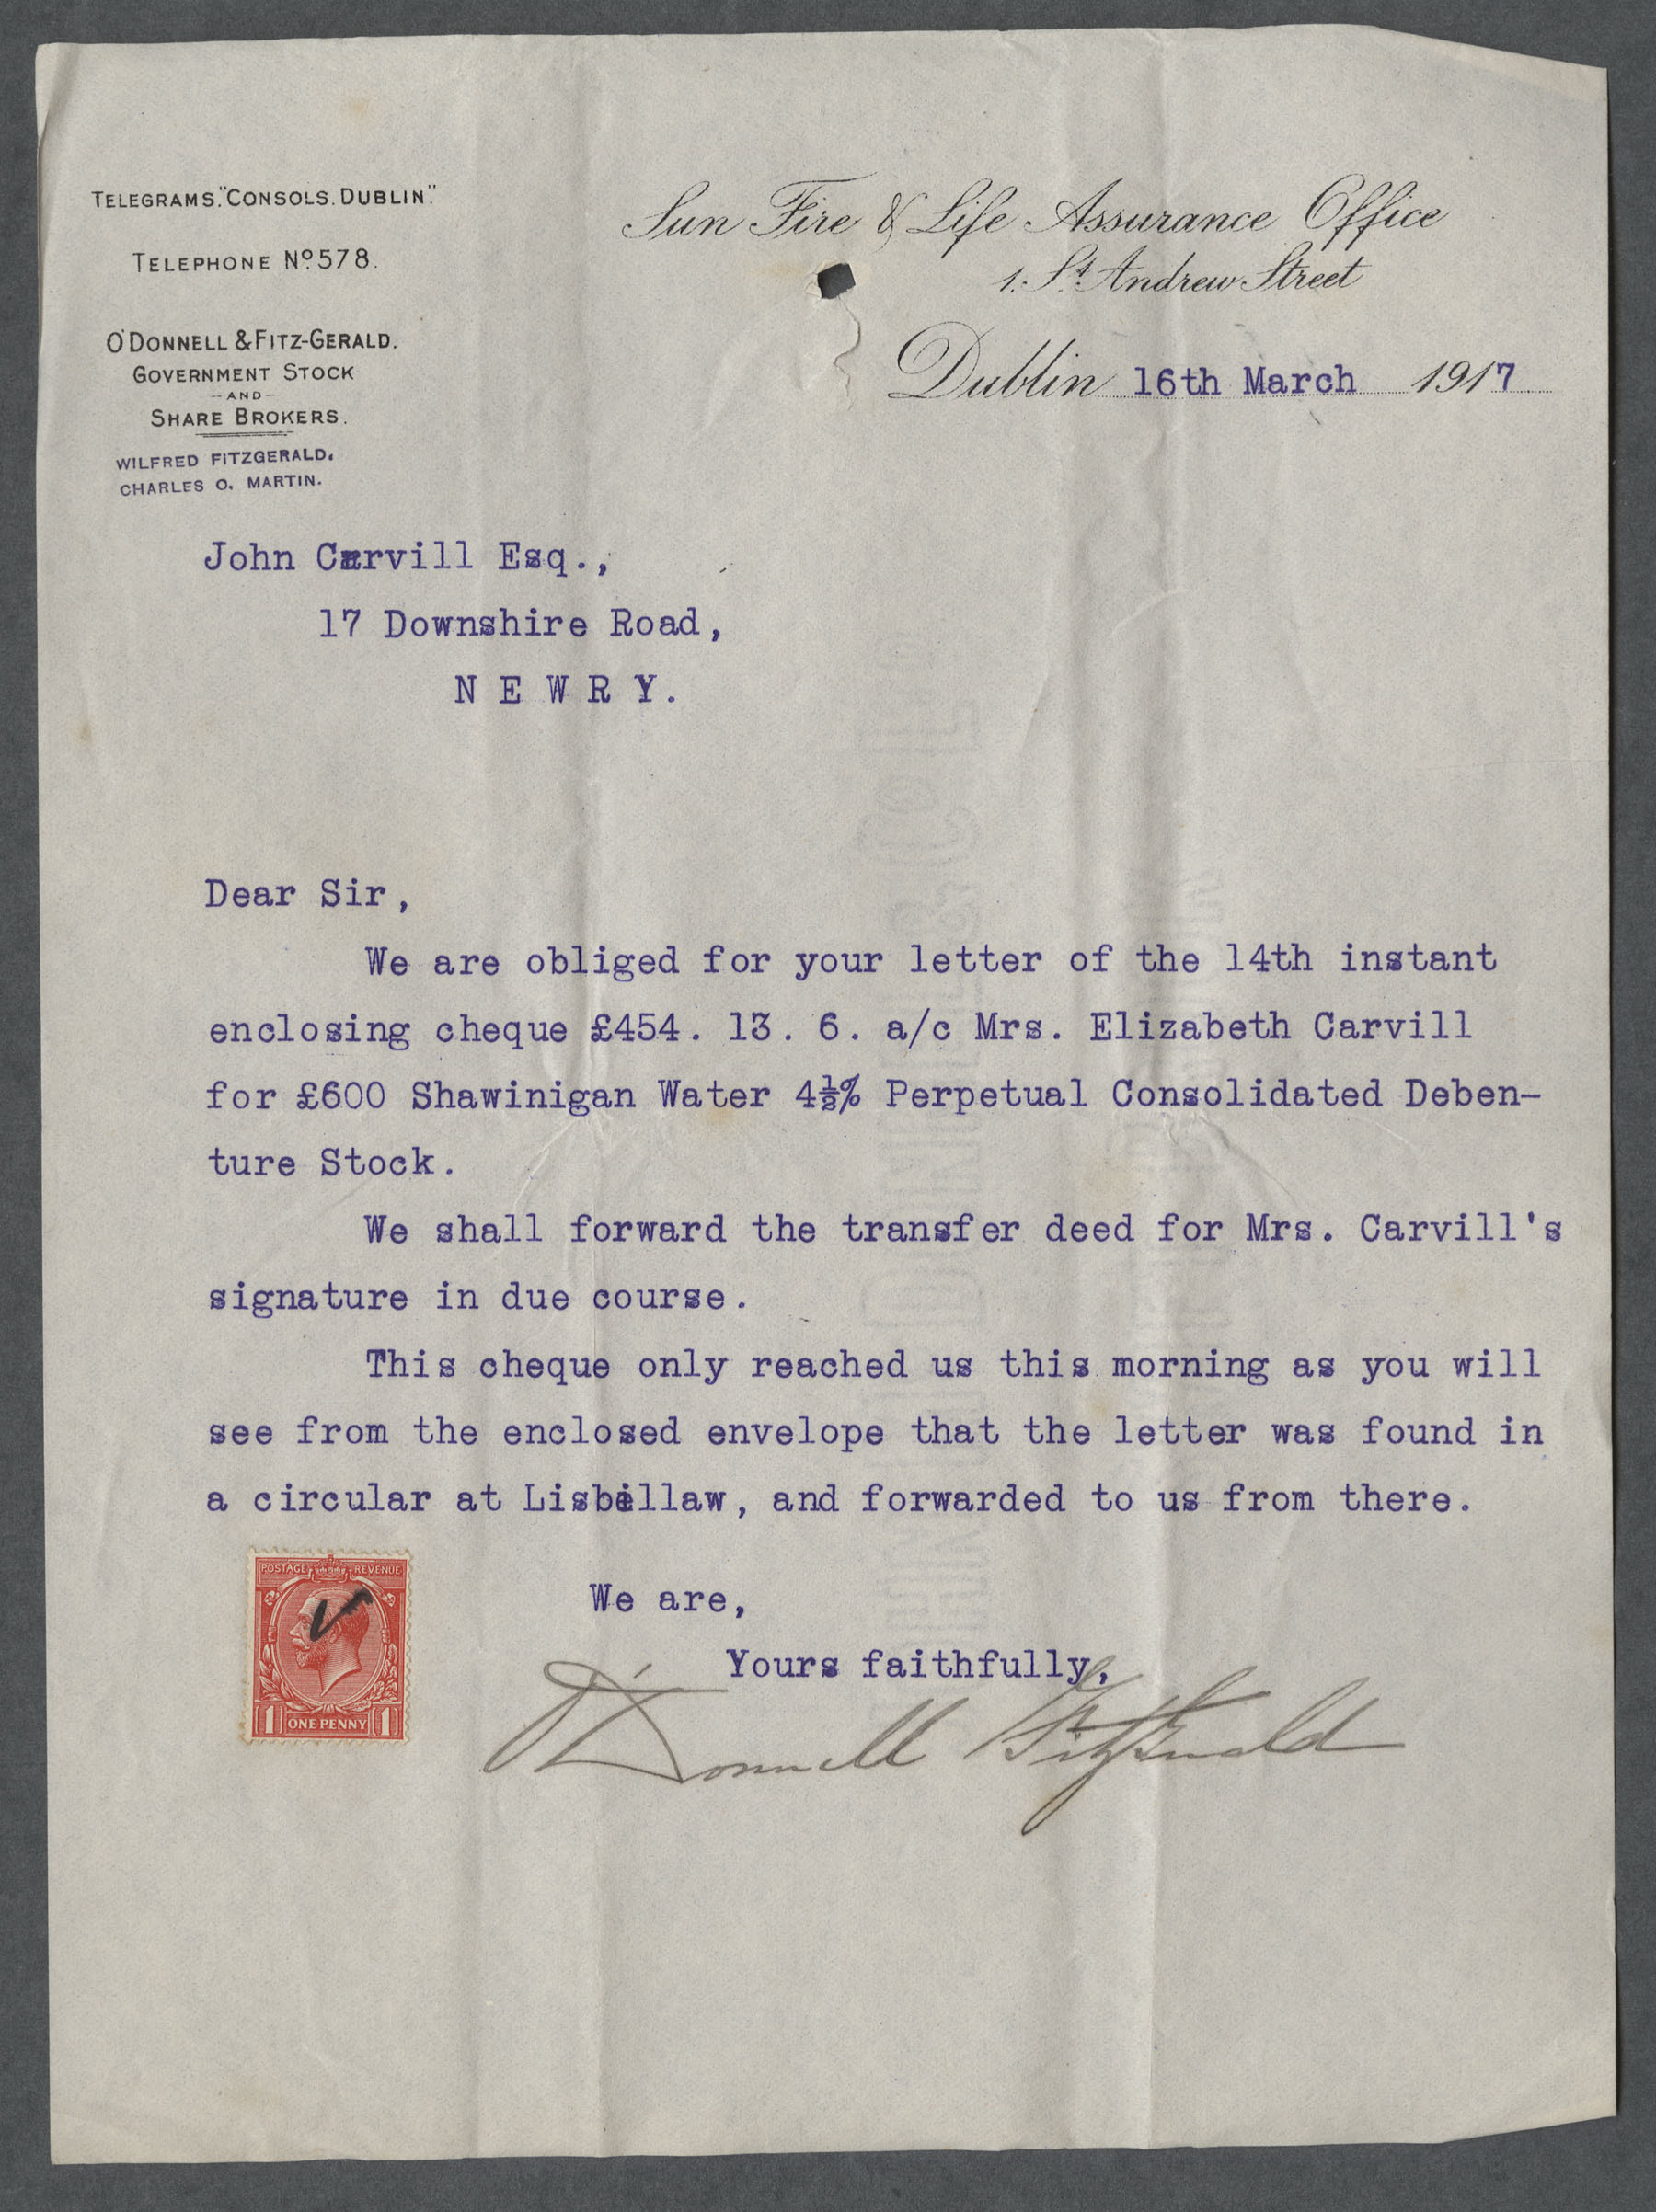 TELEGRAMS. "CONSOLS. DUBLIN."
TELEPHONE Nº 578.
O'DONNELL & FITZ-GERALD.
GOVERNMENT STOCK
- AND -
SHARE BROKERS.
WILFRED FITZGERALD.
CHARLES O. MARTIN.
Sun Fire & Life Assurance Office
1. St. Andrew Street
Dublin 16th March 1917
John Carvill Esq.,
17 Downshire Road,
N E W R Y.
Dear Sir,
We are obliged for your letter of the 14th instant
enclosing cheque £454. 13. 6. a/c Mrs. Elizabeth Carvill
for £600 Shawinigan Water 4½% Perpetual Consolidated Deben-
ture Stock.
We shall forward the transfer deed for Mrs. Carvill's
signature in due course.
This cheque only reached us this morning as you will
see from the enclosed envelope that the letter was found in
a circular at Lisbellaw, and forwarded to us from there.
We are,
Yours faithfully,
O'Donnell Fitzgerald
POSTAGE REVENUE
1 ONE PENNY 1